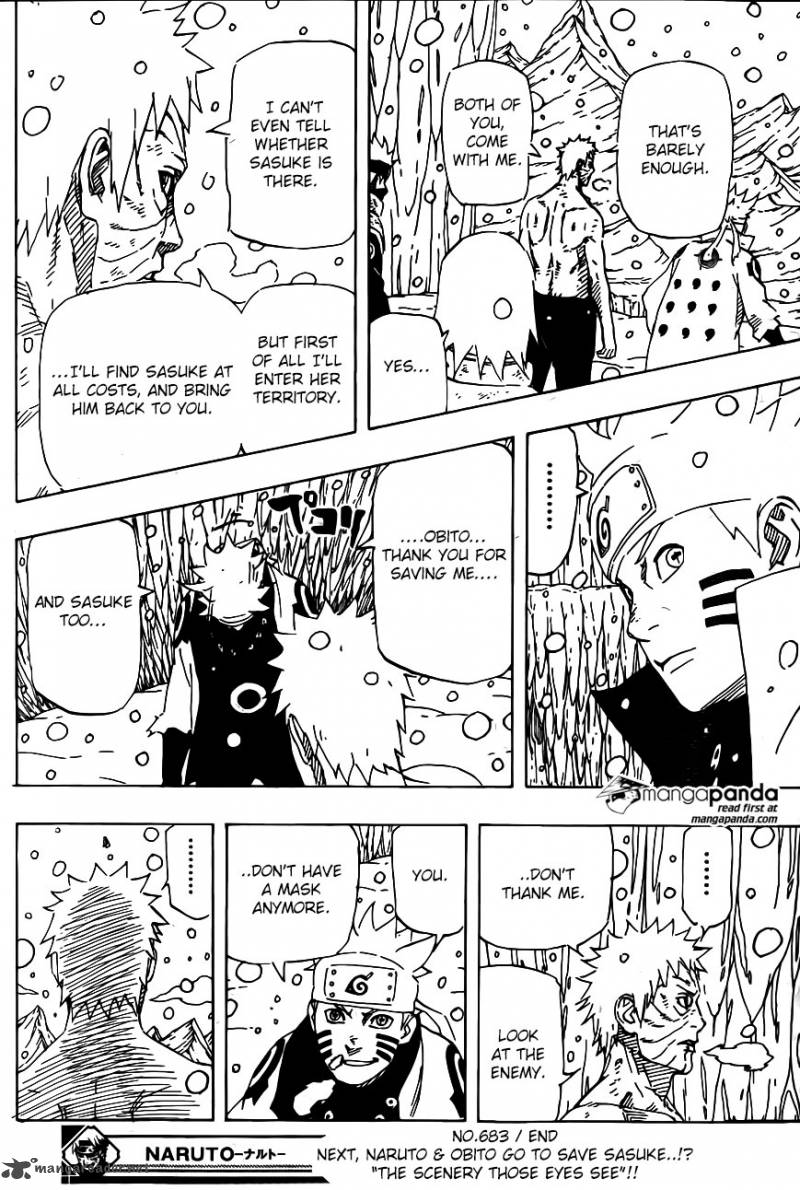 THAT'S
BARELY
ENOUGH.
BOTH OF
YOU,
COME
WITH ME.
YES...
I CAN'T
EVEN TELL
WHETHER
SASUKE IS
THERE.
BUT FIRST
OF ALL I'LL
ENTER HER
TERRITORY.
...I'LL FIND SASUKE AT
ALL COSTS, AND BRING
HIM BACK TO YOU.
........
....OBITO...
THANK YOU FOR
SAVING ME....
ペコリ
AND SASUKE
TOO...
mangapanda
read first at
mangapanda.com
........
..DON'T
THANK ME.
LOOK
AT THE
ENEMY.
YOU.
..DON'T HAVE
A MASK
ANYMORE.
........
NARUTO—ナルト—
NO.683 / END
NEXT, NARUTO & OBITO GO TO SAVE SASUKE..!?
"THE SCENERY THOSE EYES SEE"!!